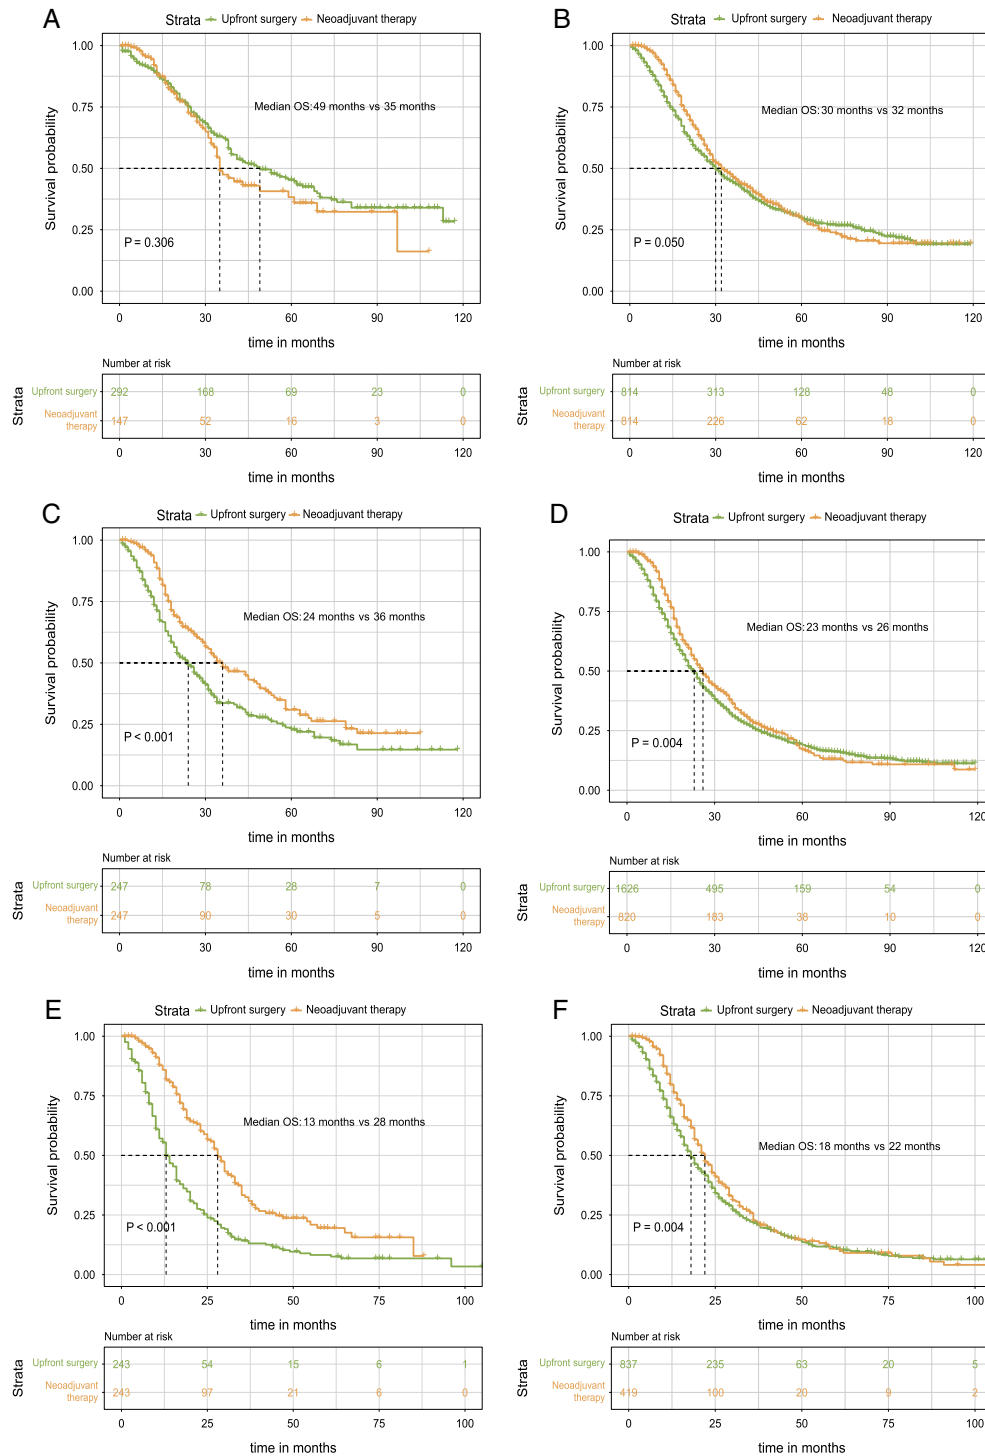 A
Strata Upfront surgery Neoadjuvant therapy
1.00
0.75
0.50
0.25
0.00
Survival probability
Median OS:49 months vs 35 months
P = 0.306
0 30 60 90 120
time in months
Number at risk
Strata
Upfront surgery 292 168 69 23 0
Neoadjuvant
therapy 147 52 16 3 0
0 30 60 90 120
time in months
B
Strata Upfront surgery Neoadjuvant therapy
1.00
0.75
0.50
0.25
0.00
Survival probability
Median OS:30 months vs 32 months
P = 0.050
0 30 60 90 120
time in months
Number at risk
Strata
Upfront surgery 814 313 128 48 0
Neoadjuvant
therapy 814 226 62 18 0
0 30 60 90 120
time in months
C
Strata Upfront surgery Neoadjuvant therapy
1.00
0.75
0.50
0.25
0.00
Survival probability
Median OS:24 months vs 36 months
P < 0.001
0 30 60 90 120
time in months
Number at risk
Strata
Upfront surgery 247 78 28 7 0
Neoadjuvant
therapy 247 90 30 5 0
0 30 60 90 120
time in months
D
Strata Upfront surgery Neoadjuvant therapy
1.00
0.75
0.50
0.25
0.00
Survival probability
Median OS:23 months vs 26 months
P = 0.004
0 30 60 90 120
time in months
Number at risk
Strata
Upfront surgery 1626 495 159 54 0
Neoadjuvant
therapy 820 183 38 10 0
0 30 60 90 120
time in months
E
Strata Upfront surgery Neoadjuvant therapy
1.00
0.75
0.50
0.25
0.00
Survival probability
Median OS:13 months vs 28 months
P < 0.001
0 25 50 75 100
time in months
Number at risk
Strata
Upfront surgery 243 54 15 6 1
Neoadjuvant
therapy 243 97 21 6 0
0 25 50 75 100
time in months
F
Strata Upfront surgery Neoadjuvant therapy
1.00
0.75
0.50
0.25
0.00
Survival probability
Median OS:18 months vs 22 months
P = 0.004
0 25 50 75 100
time in months
Number at risk
Strata
Upfront surgery 837 235 63 20 5
Neoadjuvant
therapy 419 100 20 9 2
0 25 50 75 100
time in months